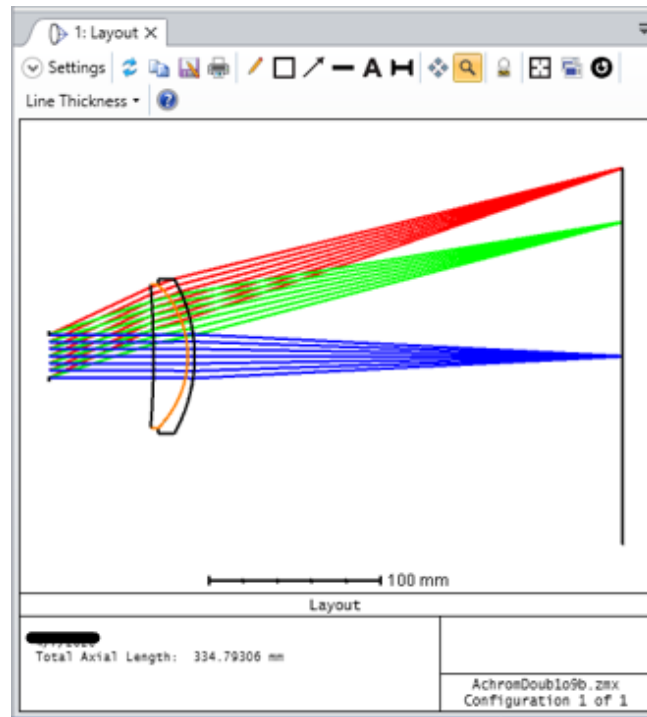 1: Layout X
Settings A
Line Thickness
100 mm
Layout
Total Axial Length: 334.79306 mm
AchromDoub1o9b.zmx
Configuration 1 of 1